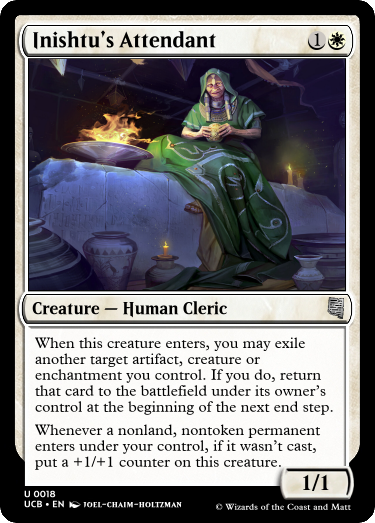 Inishtu's Attendant 1
Creature — Human Cleric
When this creature enters, you may exile
another target artifact, creature or
enchantment you control. If you do, return
that card to the battlefield under its owner's
control at the beginning of the next end step.
Whenever a nonland, nontoken permanent
enters under your control, if it wasn't cast,
put a +1/+1 counter on this creature.
1/1
U 0018
UCB • EN JOEL-CHAIM-HOLTZMAN
© Wizards of the Coast and Matt